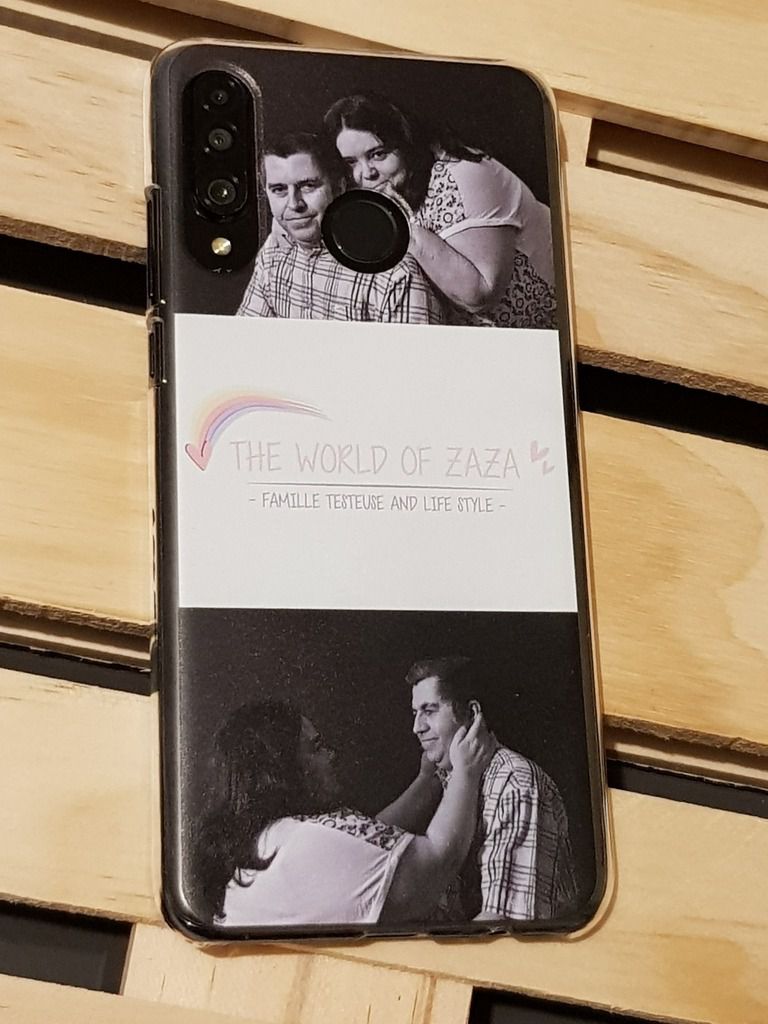 THE WORLD OF ZAZA
- FAMILLE TESTEUSE AND LIFE STYLE -